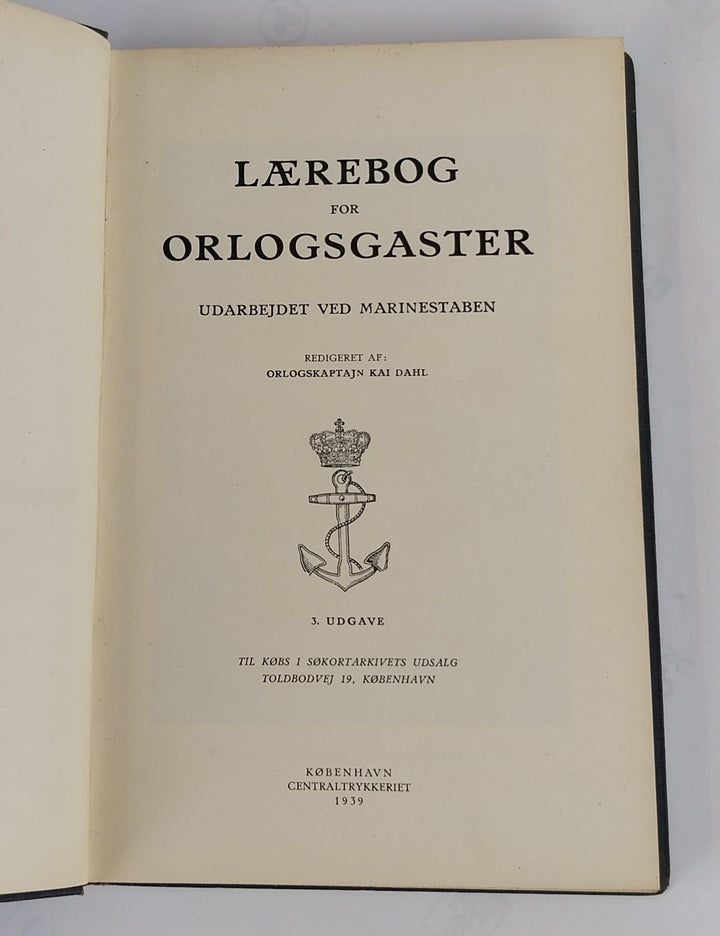 LÆREBOG
FOR
ORLOGSGASTER
UDARBEJDET VED MARINESTABEN
REDIGERET AF:
ORLOGSKAPTAJN KAI DAHL
3. UDGAVE
TIL KØBS I SØKORTARKIVETS UDSALG
TOLDBODVEJ 19, KØBENHAVN
KØBENHAVN
CENTRALTRYKKERIET
1939